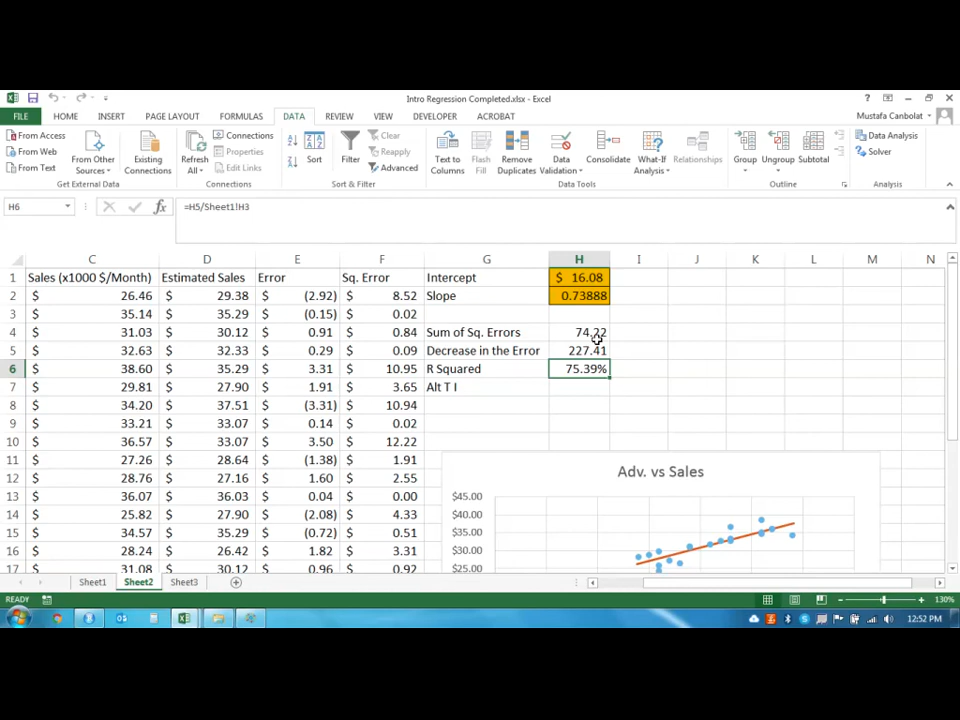 Intro Regression Completed.xlsx - Excel
FILE HOME INSERT PAGE LAYOUT FORMULAS DATA REVIEW VIEW DEVELOPER ACROBAT Mustafa Canbolat
From Access
From Web
From Text
From Other Sources
Existing Connections
Refresh All
Connections
Properties
Edit Links
Sort
Filter
Clear
Reapply
Advanced
Text to Columns
Flash Fill
Remove Duplicates
Data Validation
Consolidate
What-If Analysis
Relationships
Group
Ungroup
Subtotal
Data Analysis
Solver
Get External Data Connections Sort & Filter Data Tools Outline Analysis
H6 fx =H5/Sheet1!H3
C D E F G H I J K L M N
1 Sales (x1000 $/Month) Estimated Sales Error Sq. Error Intercept $ 16.08
2 $ 26.46 $ 29.38 $ (2.92) $ 8.52 Slope 0.73888
3 $ 35.14 $ 35.29 $ (0.15) $ 0.02
4 $ 31.03 $ 30.12 $ 0.91 $ 0.84 Sum of Sq. Errors 74.22
5 $ 32.63 $ 32.33 $ 0.29 $ 0.09 Decrease in the Error 227.41
6 $ 38.60 $ 35.29 $ 3.31 $ 10.95 R Squared 75.39%
7 $ 29.81 $ 27.90 $ 1.91 $ 3.65 Alt T I
8 $ 34.20 $ 37.51 $ (3.31) $ 10.94
9 $ 33.21 $ 33.07 $ 0.14 $ 0.02
10 $ 36.57 $ 33.07 $ 3.50 $ 12.22
11 $ 27.26 $ 28.64 $ (1.38) $ 1.91
12 $ 28.76 $ 27.16 $ 1.60 $ 2.55
13 $ 36.07 $ 36.03 $ 0.04 $ 0.00
14 $ 25.82 $ 27.90 $ (2.08) $ 4.33
15 $ 34.57 $ 35.29 $ (0.72) $ 0.51
16 $ 28.24 $ 26.42 $ 1.82 $ 3.31
17 $ 31.08 $ 30.12 $ 0.96 $ 0.92
Adv. vs Sales
$45.00
$40.00
$35.00
$30.00
$25.00
Sheet1 Sheet2 Sheet3
READY 130%
12:52 PM